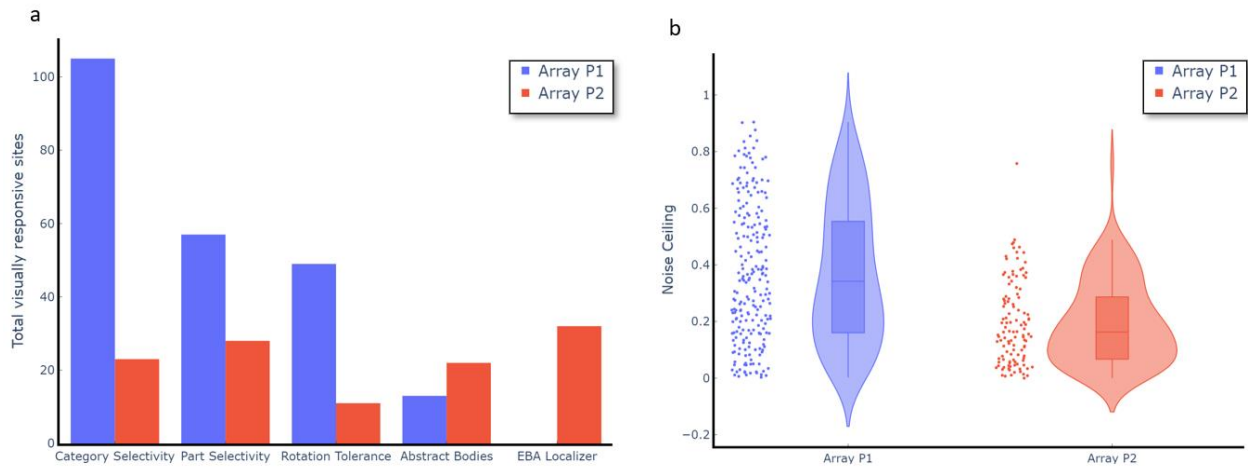 a
Total visually responsive sites
100
80
60
40
20
0
Category Selectivity
Part Selectivity
Rotation Tolerance
Abstract Bodies
EBA Localizer
Array P1
Array P2
b
Noise Ceiling
1
0.8
0.6
0.4
0.2
0
−0.2
Array P1
Array P2
Array P1
Array P2